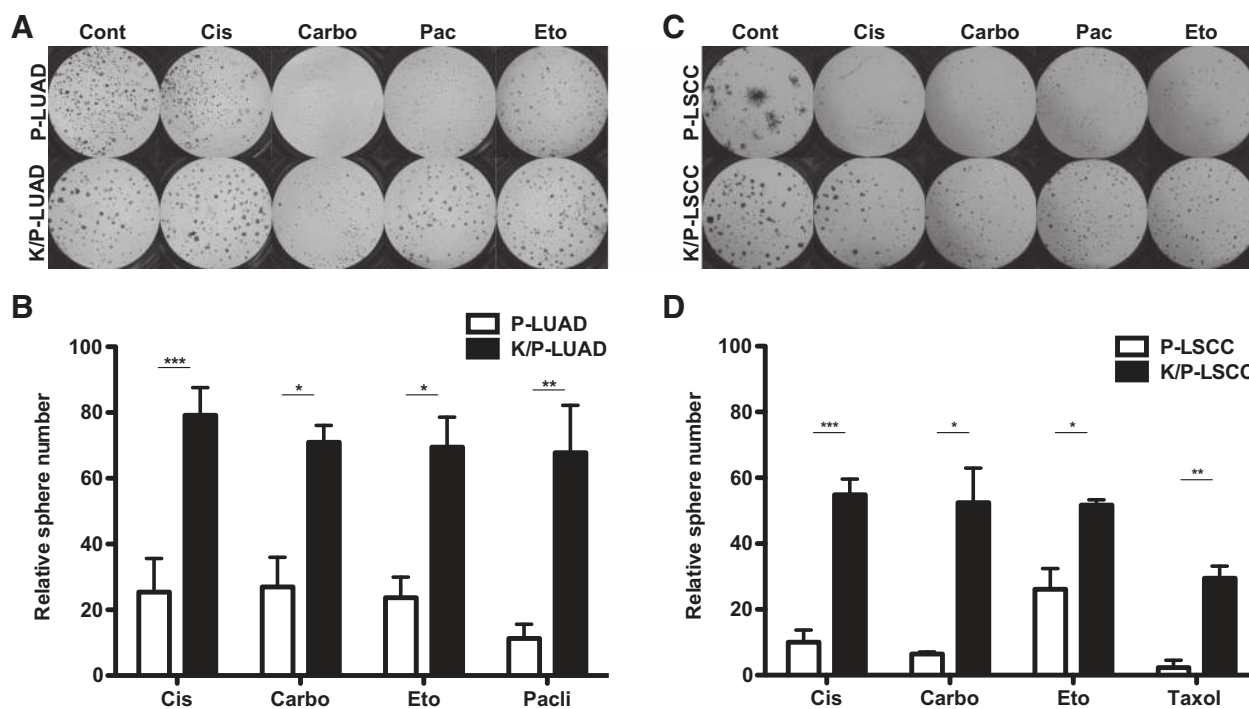 A
Cont Cis Carbo Pac Eto
P-LUAD
K/P-LUAD
B
P-LUAD
K/P-LUAD
Relative sphere number
100
80
60
40
20
0
***
*
*
**
Cis Carbo Eto Pacli
C
Cont Cis Carbo Pac Eto
P-LSCC
K/P-LSCC
D
P-LSCC
K/P-LSCC
Relative sphere number
100
80
60
40
20
0
***
*
*
**
Cis Carbo Eto Taxol